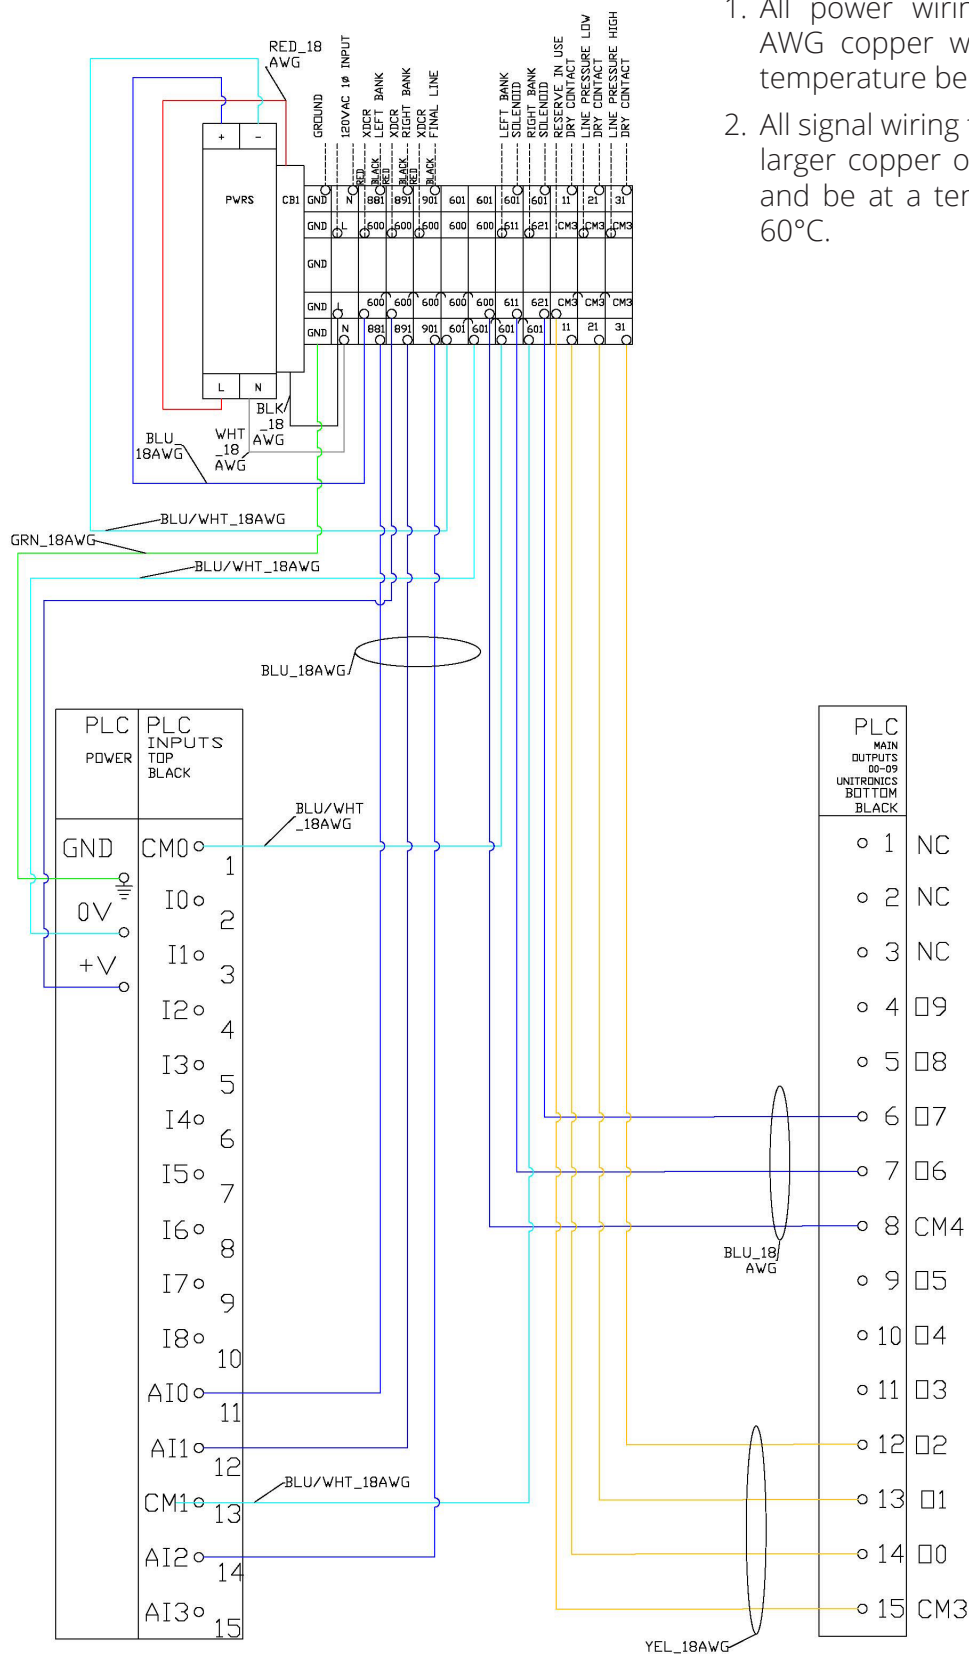 1. All power wirin
AWG copper w
temperature be
2. All signal wiring
larger copper o
and be at a ter
60°C.
RED_18
AWG
GROUND
120VAC 1Ø INPUT
XDCR
LEFT BANK
XDCR
RIGHT BANK
XDCR
FINAL LINE
LEFT BANK
SOLENOID
RIGHT BANK
SOLENOID
RESERVE IN USE
DRY CONTACT
LINE PRESSURE LOW
DRY CONTACT
LINE PRESSURE HIGH
DRY CONTACT
RED BLACK RED BLACK RED BLACK
+ -
PWRS CB1
GND N 881 891 901 601 601 601 601 11 21 31
GND L 600 600 600 600 600 611 621 CM3 CM3 CM3
GND
GND L 600 600 600 600 600 611 621 CM3 CM3 CM3
GND N 881 891 901 601 601 601 601 11 21 31
L N
BLK
_18
AWG
WHT
_18
AWG
BLU_
18AWG
BLU/WHT_18AWG
GRN_18AWG
BLU/WHT_18AWG
BLU_18AWG
PLC
POWER
PLC
INPUTS
TOP
BLACK
BLU/WHT
_18AWG
GND
0V
+V
CM0 1
I0 2
I1 3
I2 4
I3 5
I4 6
I5 7
I6 8
I7 9
I8 10
AI0 11
AI1 12
CM1 13
AI2 14
AI3 15
BLU/WHT_18AWG
PLC
MAIN
OUTPUTS
00-09
UNITRONICS
BOTTOM
BLACK
1 NC
2 NC
3 NC
4 O9
5 O8
6 O7
7 O6
8 CM4
9 O5
10 O4
11 O3
12 O2
13 O1
14 O0
15 CM3
BLU_18
AWG
YEL_18AWG